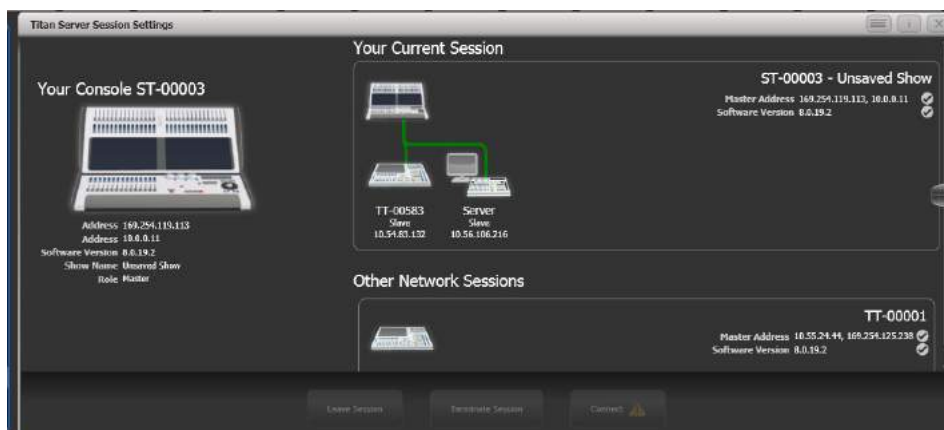 Titan Server Session Settings
Your Current Session
Your Console ST-00003
ST-00003 - Unsaved Show
Master Address 169.254.119.113, 10.0.0.11
Software Version 8.0.19.2
TT-00583
Slave
10.54.83.132
Server
Slave
10.56.106.216
Address 169.254.119.113
Address 10.0.0.11
Software Version 8.0.19.2
Show Name Unsaved Show
Role Master
Other Network Sessions
TT-00001
Master Address 10.55.24.44, 169.254.125.238
Software Version 8.0.19.2
Leave Session
Terminate Session
Connect